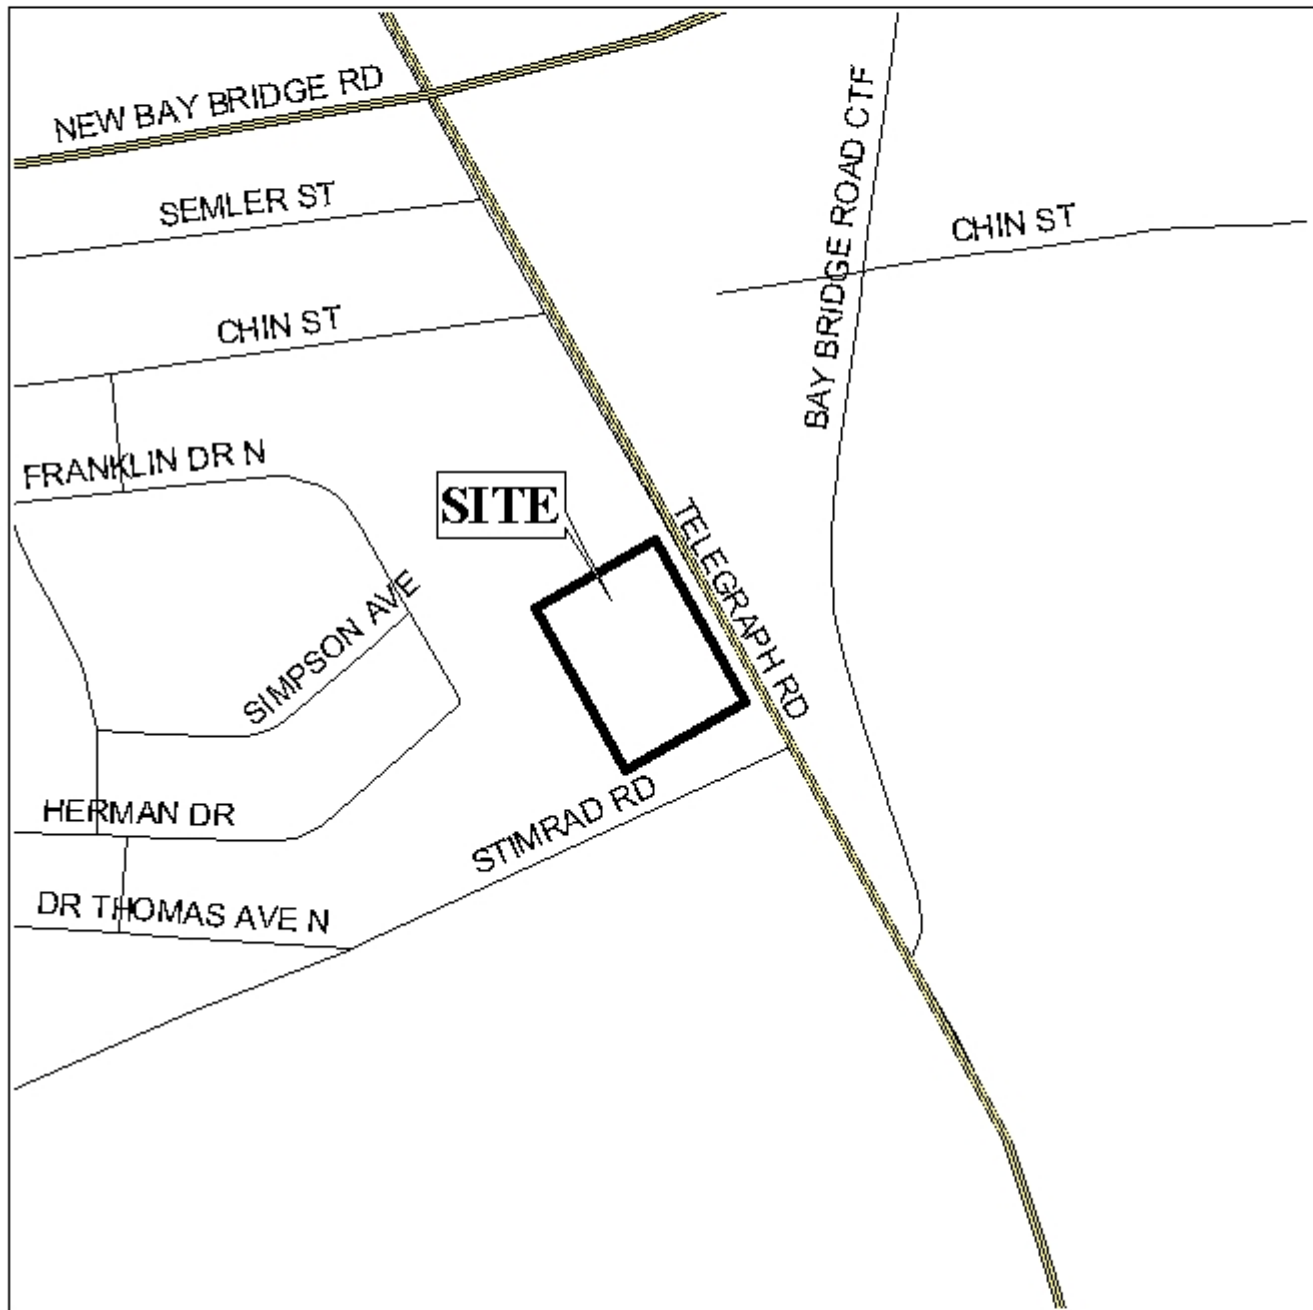 NEW BAY BRIDGE RD
SEMLER ST
CHIN ST
BAY BRIDGE ROAD CTF
CHIN ST
FRANKLIN DR N
SITE
TELEGRAPH RD
SIMPSON AVE
HERMAN DR
STIMRAD RD
DR THOMAS AVE N